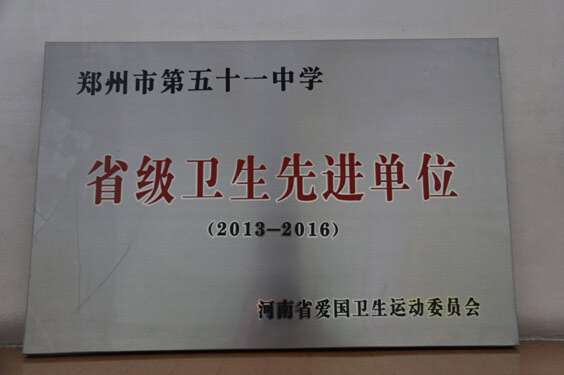 郑州市第五十一中学
省级卫生先进单位
(2013—2016)
河南省爱国卫生运动委员会